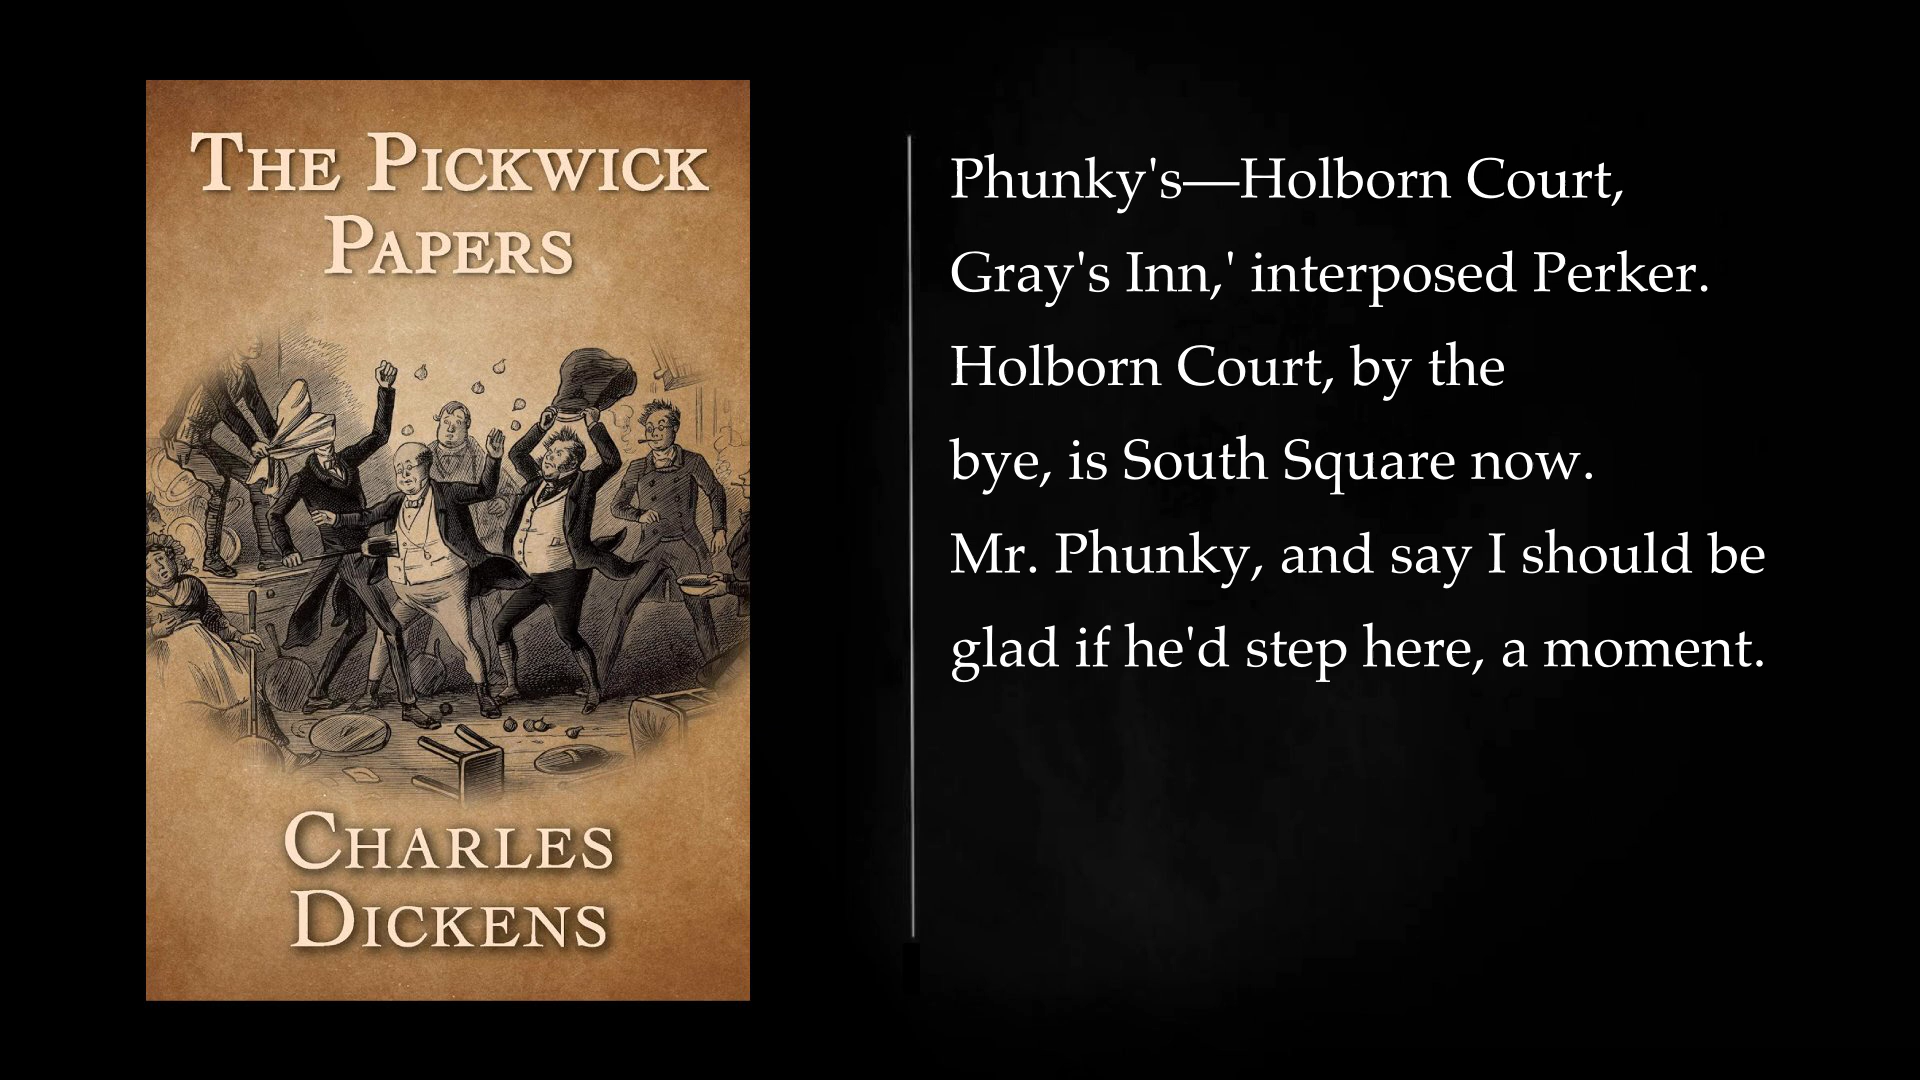 THE PICKWICK
PAPERS
CHARLES
DICKENS
Phunky's—Holborn Court,
Gray's Inn,' interposed Perker.
Holborn Court, by the
bye, is South Square now.
Mr. Phunky, and say I should be
glad if he'd step here, a moment.